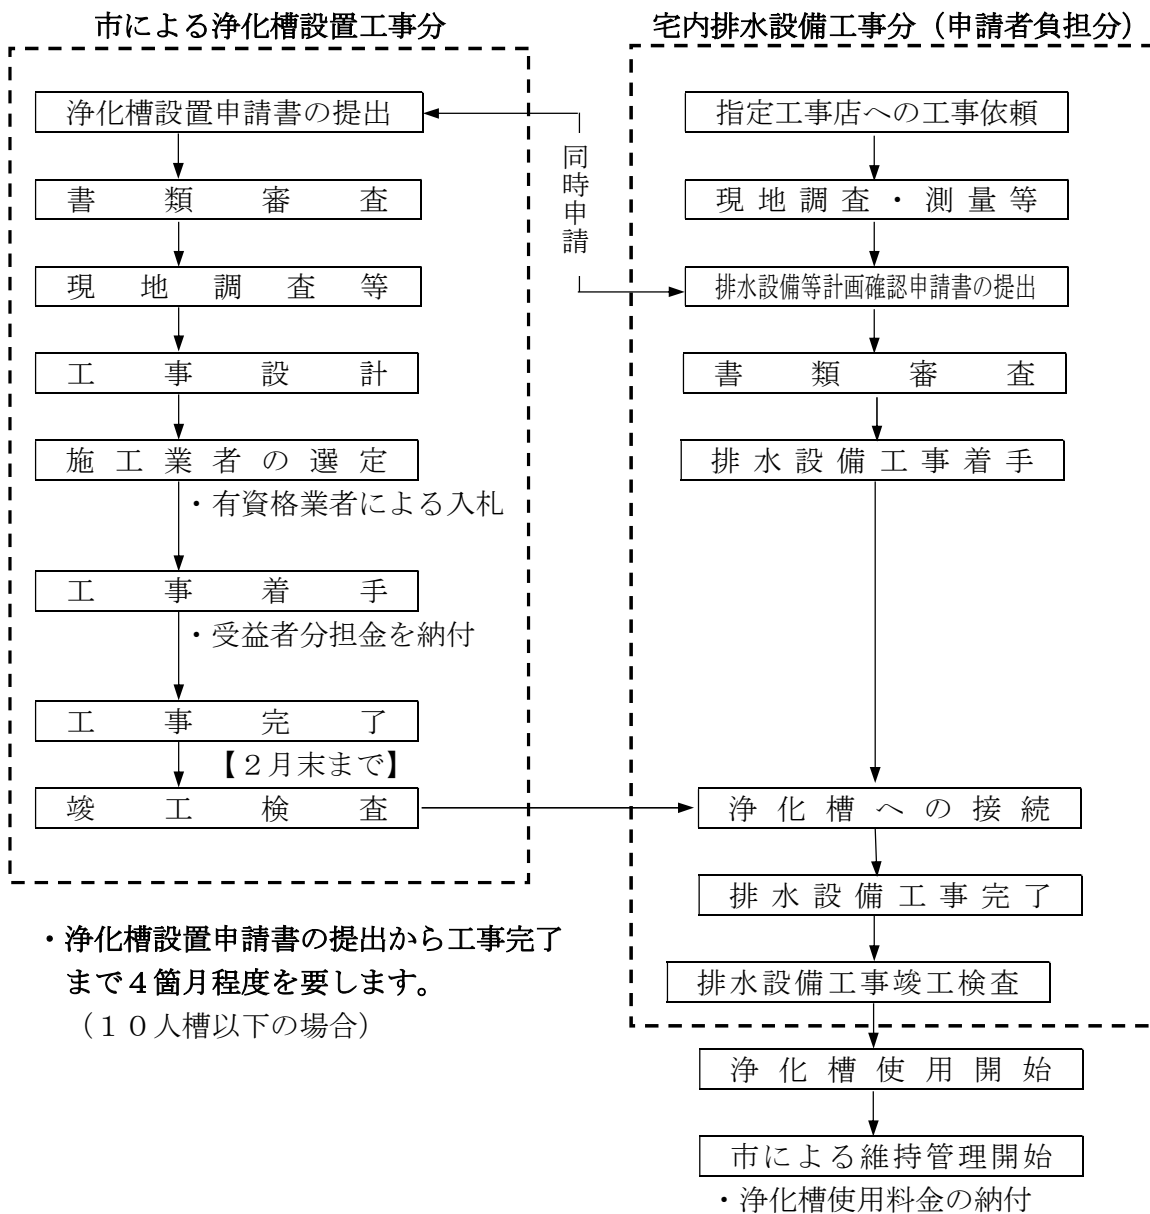 市による浄化槽設置工事分
浄化槽設置申請書の提出
書類審査
現地調査等
工事設計
施工業者の選定
・有資格業者による入札
工事着手
・受益者分担金を納付
工事完了
【２月末まで】
竣工検査
・浄化槽設置申請書の提出から工事完了
まで４箇月程度を要します。
（１０人槽以下の場合）
同時申請
宅内排水設備工事分（申請者負担分）
指定工事店への工事依頼
現地調査・測量等
排水設備等計画確認申請書の提出
書類審査
排水設備工事着手
浄化槽への接続
排水設備工事完了
排水設備工事竣工検査
浄化槽使用開始
市による維持管理開始
・浄化槽使用料金の納付